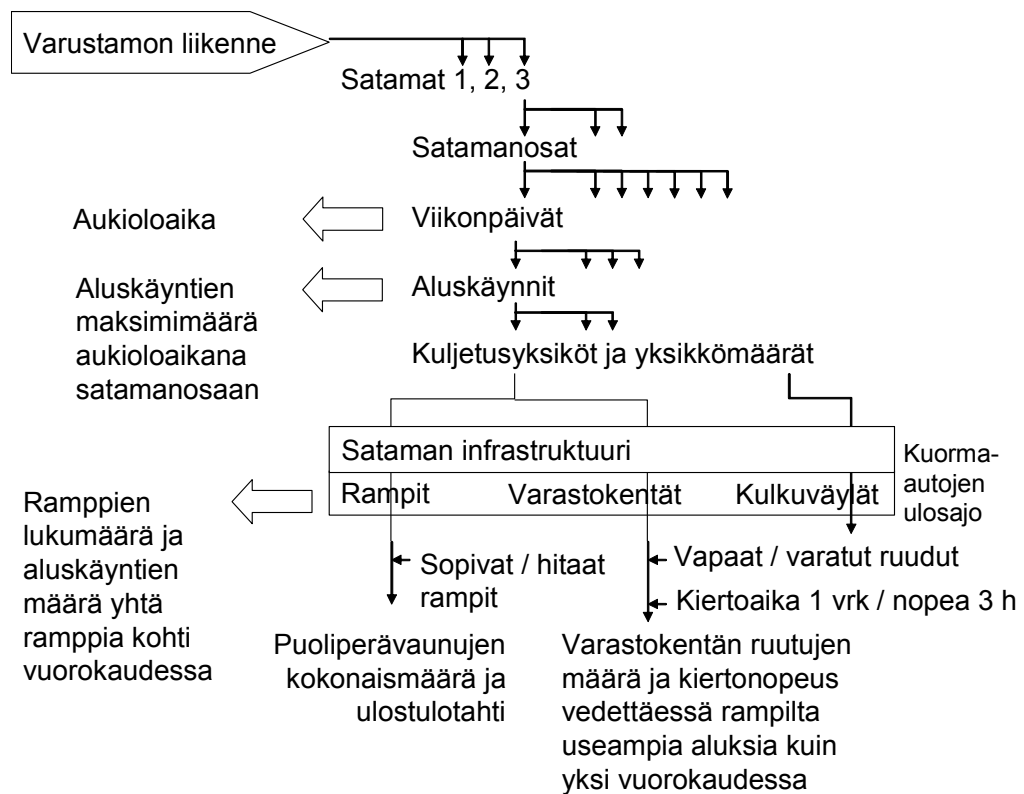 Varustamon liikenne
Satamat 1, 2, 3
Satamanosat
Aukioloaika
Viikonpäivät
Aluskäyntien
maksimimäärä
aukioloaikana
satamanosaan
Aluskäynnit
Kuljetusyksiköt ja yksikkömäärät
Sataman infrastruktuuri
Rampit
Varastokentät
Kulkuväylät
Kuorma-
autojen
ulosajo
Ramppien
lukumäärä ja
aluskäyntien
määrä yhtä
ramppia kohti
vuorokaudessa
Sopivat / hitaat
rampit
Vapaat / varatut ruudut
Kiertoaika 1 vrk / nopea 3 h
Puoliperävaunujen
kokonaismäärä ja
ulostulotahti
Varastokentän ruutujen
määrä ja kiertonopeus
vedettäessä rampilta
useampia aluksia kuin
yksi vuorokaudessa